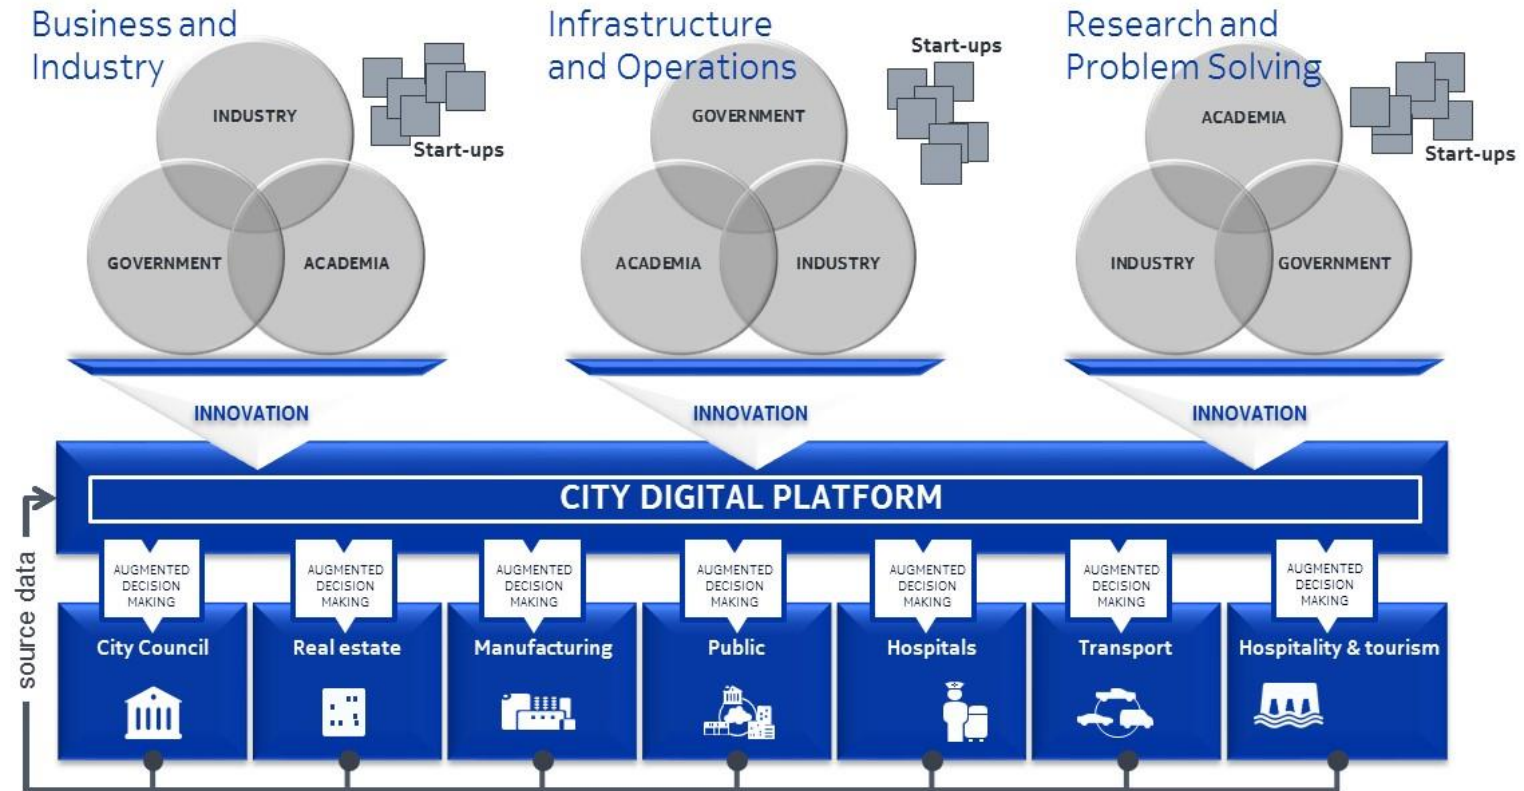 Business and
Industry
INDUSTRY
GOVERNMENT
ACADEMIA
Start-ups
Infrastructure
and Operations
GOVERNMENT
ACADEMIA
INDUSTRY
Start-ups
Research and
Problem Solving
ACADEMIA
INDUSTRY
GOVERNMENT
Start-ups
INNOVATION
INNOVATION
INNOVATION
CITY DIGITAL PLATFORM
source data
AUGMENTED
DECISION
MAKING
City Council
AUGMENTED
DECISION
MAKING
Real estate
AUGMENTED
DECISION
MAKING
Manufacturing
AUGMENTED
DECISION
MAKING
Public
AUGMENTED
DECISION
MAKING
Hospitals
AUGMENTED
DECISION
MAKING
Transport
AUGMENTED
DECISION
MAKING
Hospitality & tourism